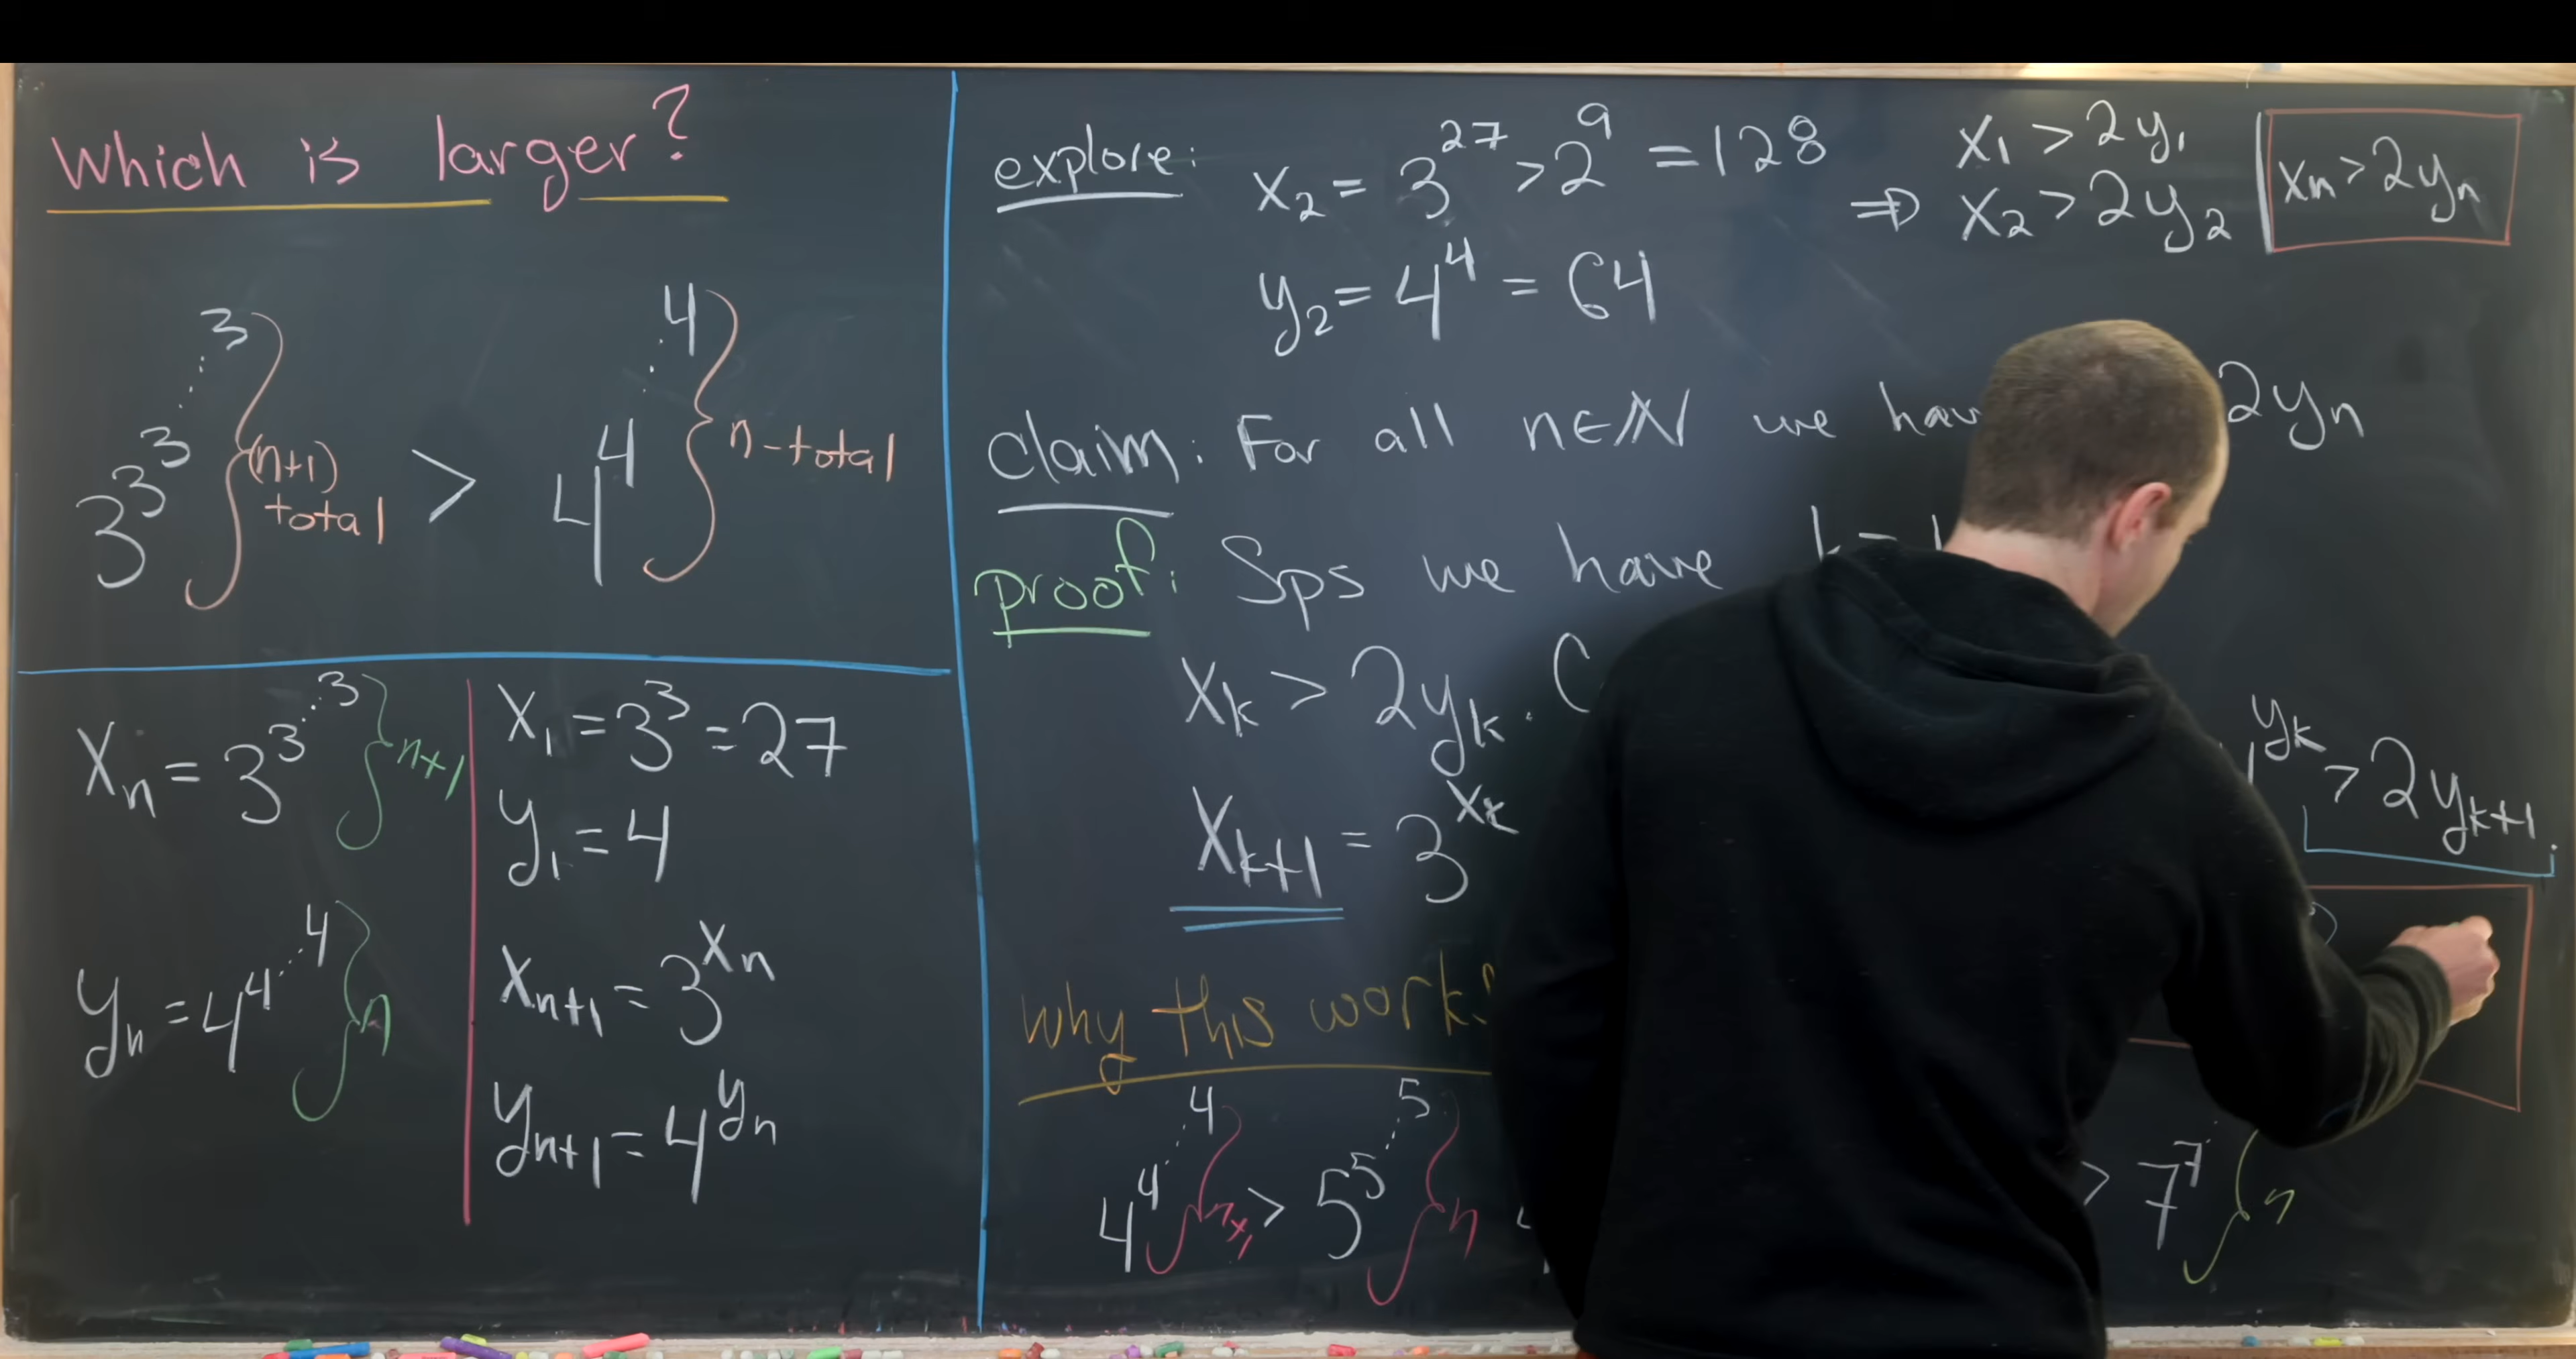 Which is larger?
3^3^3^⋰^3 } (n+1) total > 4^4^⋰^4 } n-total
x_n = 3^3^⋰^3 } n+1
y_n = 4^4^⋰^4 } n
x_1 = 3^3 = 27
y_1 = 4
x_{n+1} = 3^{x_n}
y_{n+1} = 4^{y_n}
explore: x_2 = 3^27 > 2^9 = 128
y_2 = 4^4 = 64
x_1 > 2y_1
⇒ x_2 > 2y_2
x_n > 2y_n
claim: For all n∈ℕ we 2y_n
proof: Sps we have
x_k > 2y_k.
x_{k+1} = 3^{x_k} ^{y_k} > 2y_{k+1}.
why this work?
4^4^⋰^4 } n+1 > 5^5^⋰^5 } n > 7^7^⋰ } n